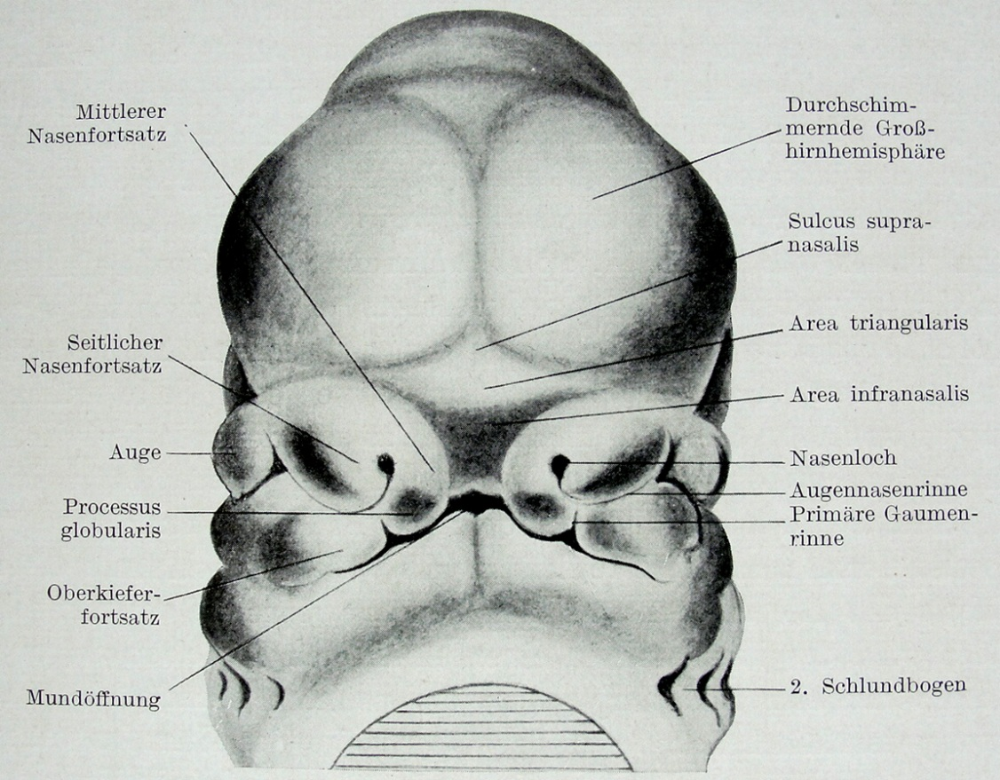 Mittlerer
Nasenfortsatz
Seitlicher
Nasenfortsatz
Auge
Processus
globularis
Oberkiefer-
fortsatz
Mundöffnung
Durchschim-
mernde Groß-
hirnhemisphäre
Sulcus supra-
nasalis
Area triangularis
Area infranasalis
Nasenloch
Augennasenrinne
Primäre Gaumen-
rinne
2. Schlundbogen